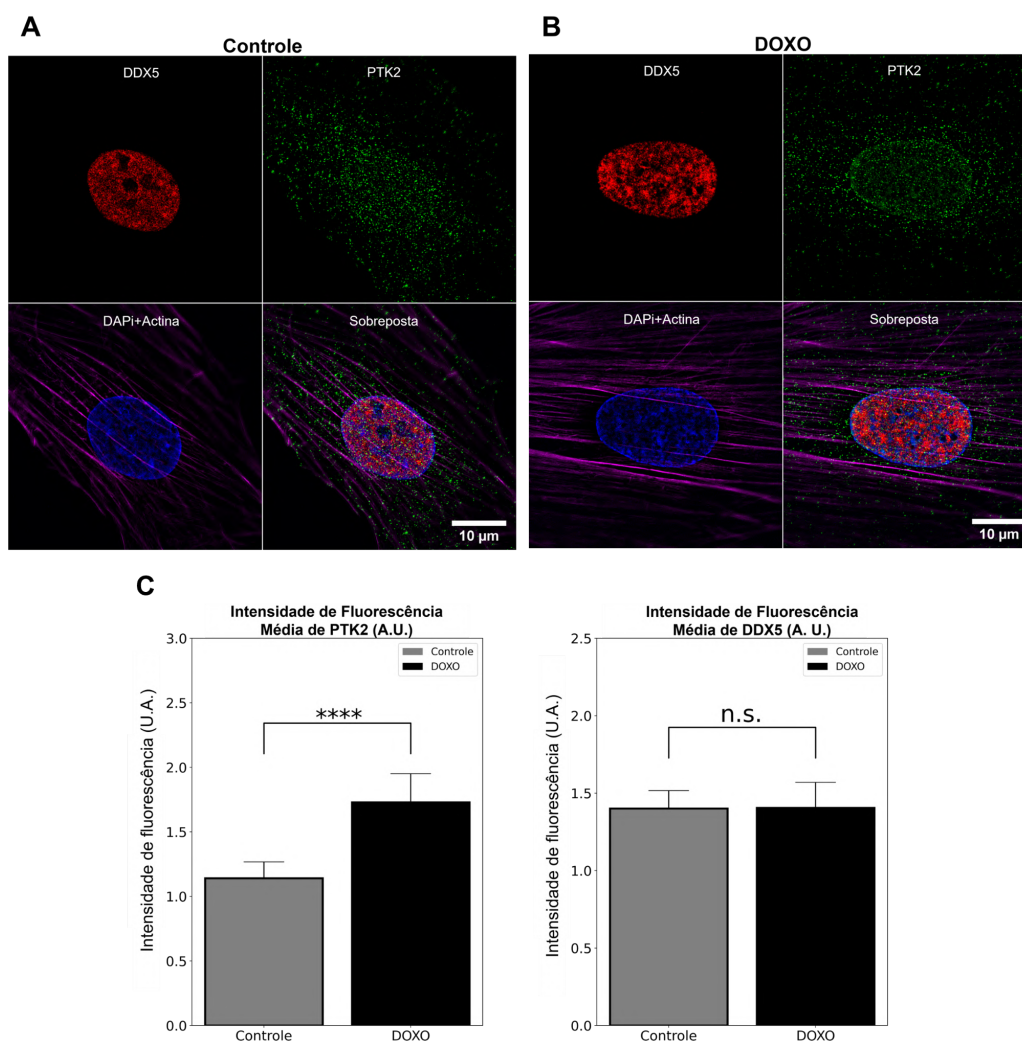 A
Controle
DDX5
PTK2
DAPi+Actina
Sobreposta
10 µm
B
DOXO
DDX5
PTK2
DAPi+Actina
Sobreposta
10 µm
C
Intensidade de Fluorescência
Média de PTK2 (A.U.)
Intensidade de fluorescência (U.A.)
3.0
2.5
2.0
1.5
1.0
0.5
0.0
Controle
DOXO
****
Controle
DOXO
Intensidade de Fluorescência
Média de DDX5 (A. U.)
Intensidade de fluorescência (U.A.)
2.5
2.0
1.5
1.0
0.5
0.0
Controle
DOXO
n.s.
Controle
DOXO